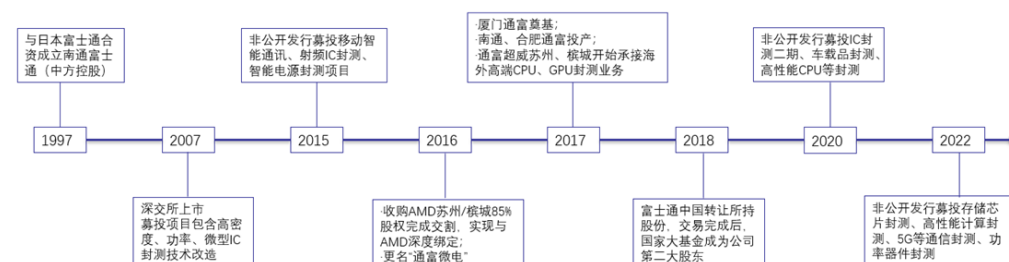 与日本富士通合
资成立南通富士
通（中方控股）
非公开发行募投移动智
能通讯、射频IC封测、
智能电源封测项目
·厦门通富奠基；
·南通、合肥通富投产；
·通富超威苏州、槟城开始承接海
外高端CPU、GPU封测业务
非公开发行募投IC封
测二期、车载品封测、
高性能CPU等封测
1997
2007
2015
2016
2017
2018
2020
2022
深交所上市
募投项目包含高密
度、功率、微型IC
封测技术改造
·收购AMD苏州/槟城85%
股权完成交割，实现与
AMD深度绑定；
·更名“通富微电”
富士通中国转让所持
股份，交易完成后，
国家大基金成为公司
第二大股东
非公开发行募投存储芯
片封测、高性能计算封
测、5G等通信封测、功
率器件封测